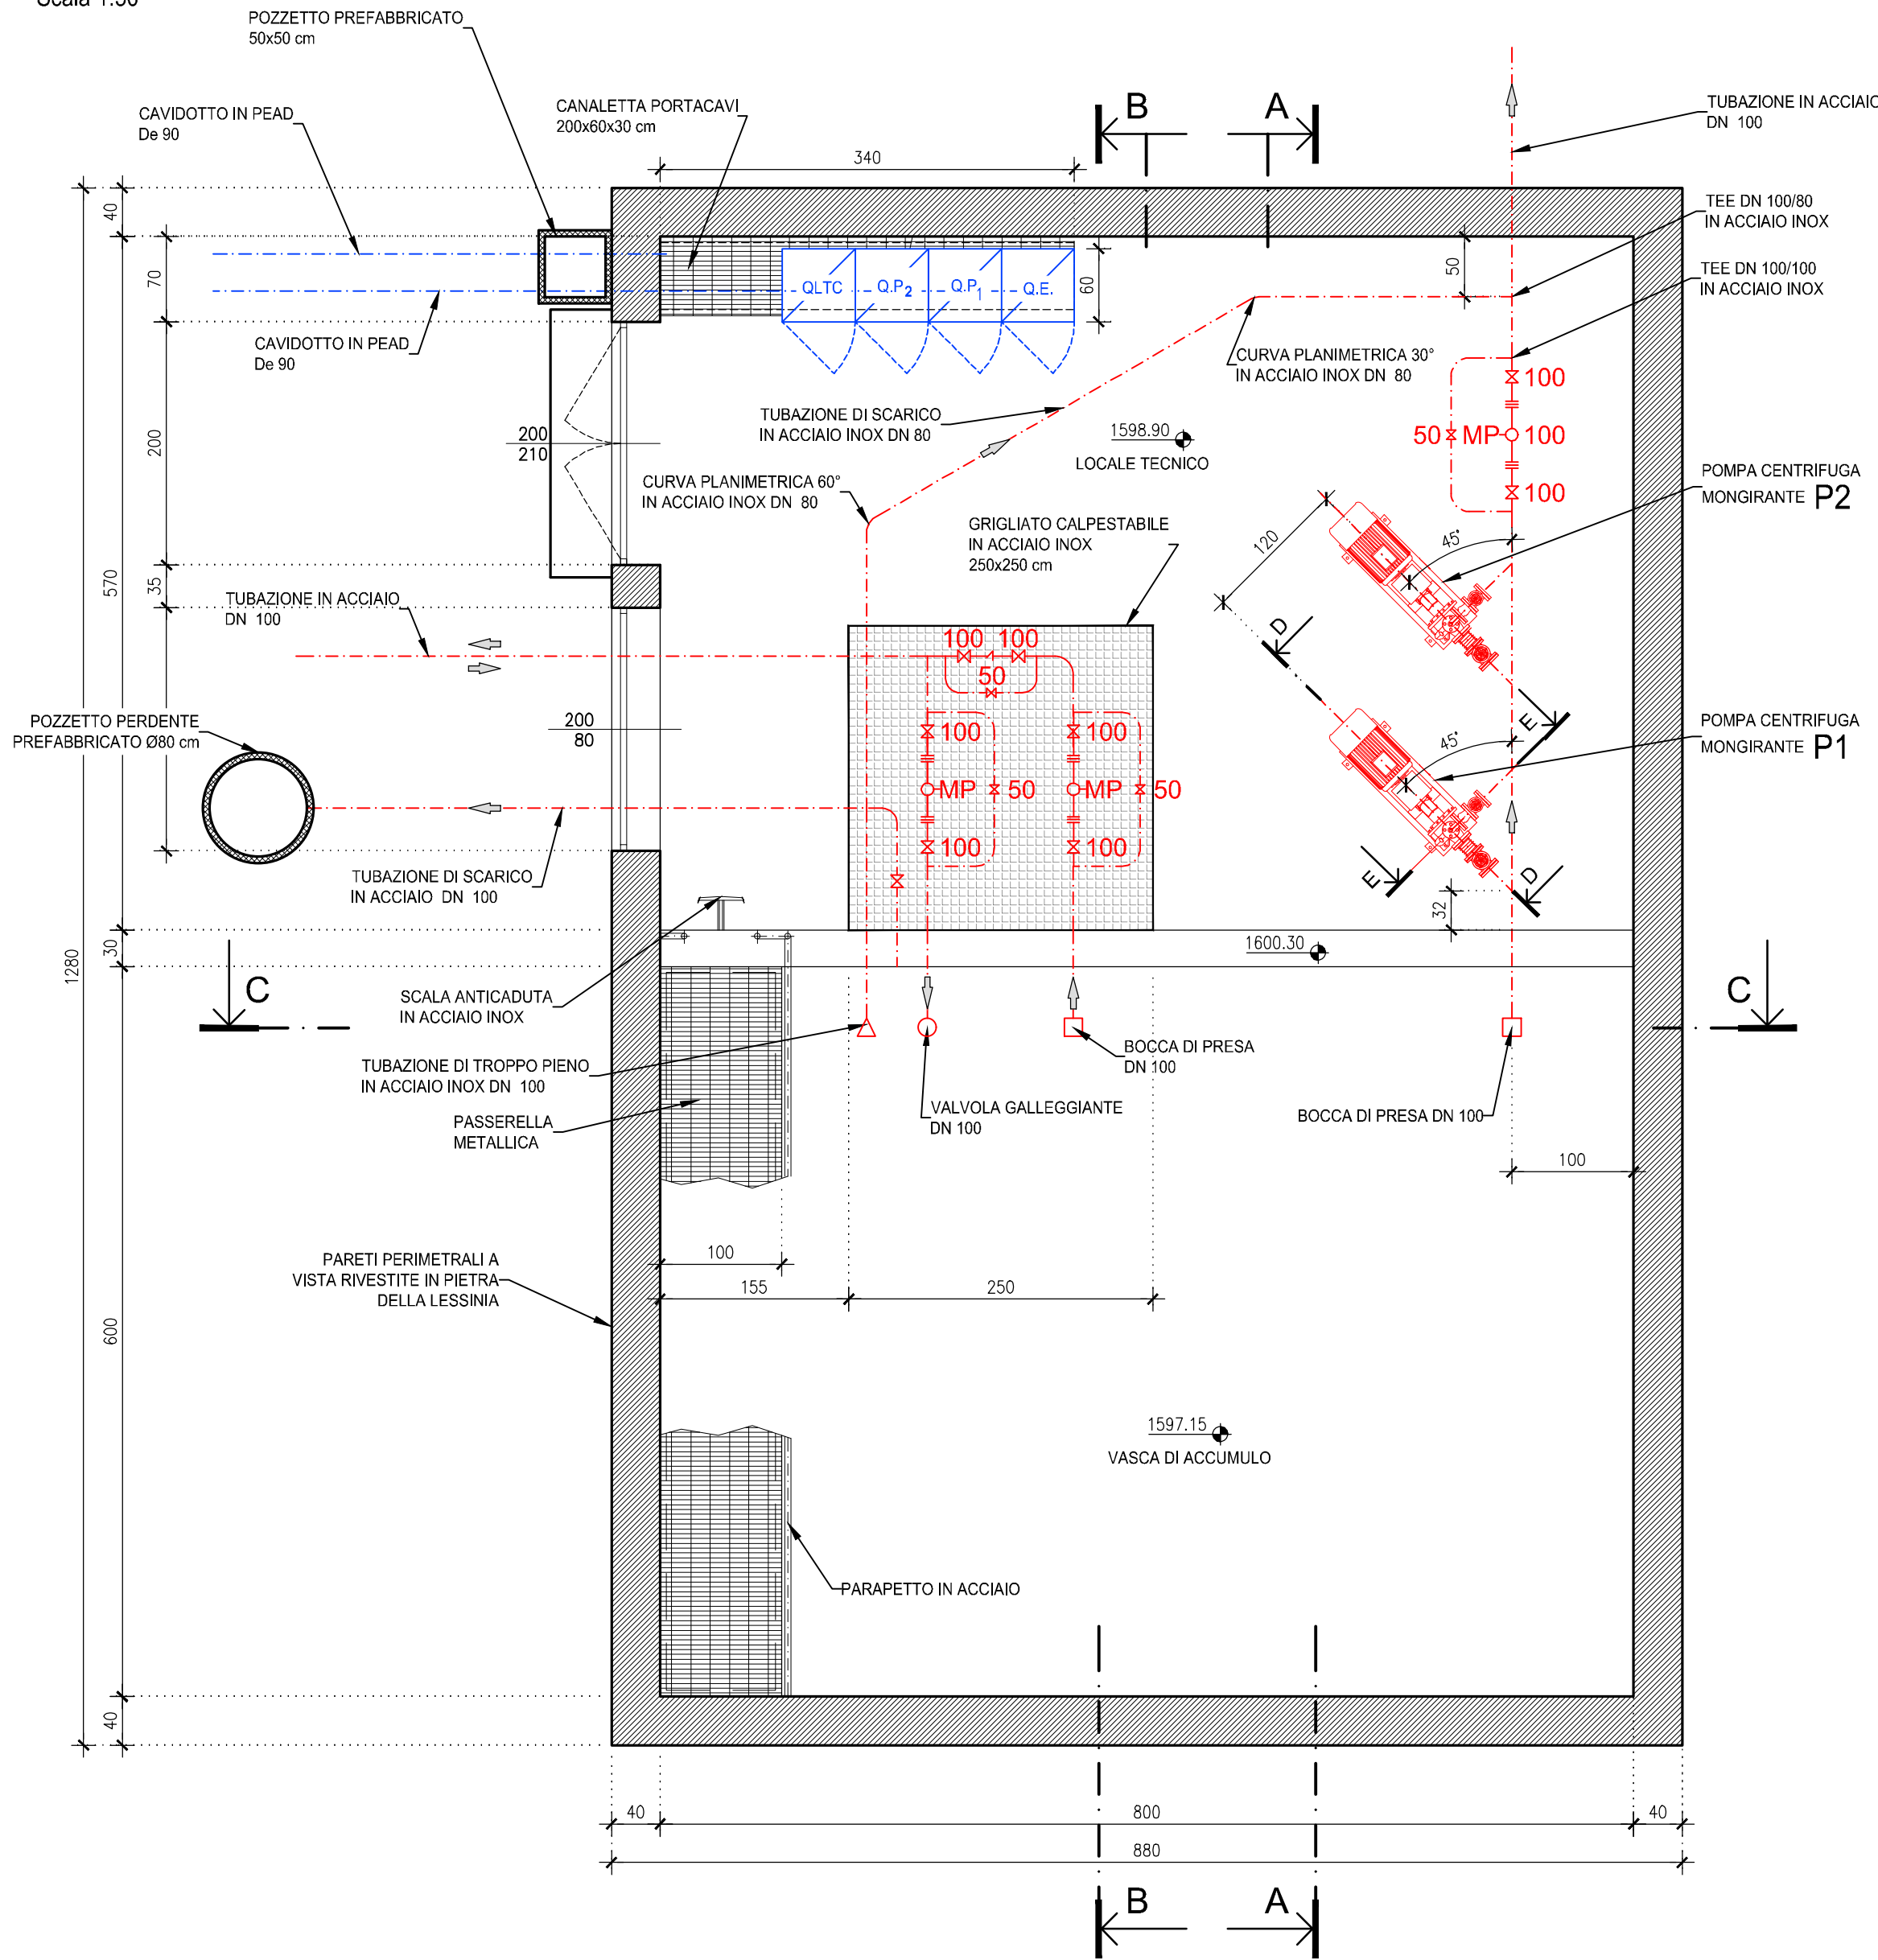 Scala 1:50
POZZETTO PREFABBRICATO
50x50 cm
CAVIDOTTO IN PEAD
De 90
CANALETTA PORTACAVI
200x60x30 cm
B
A
TUBAZIONE IN ACCIAIO
DN 100
340
40
TEE DN 100/80
IN ACCIAIO INOX
70
50
TEE DN 100/100
IN ACCIAIO INOX
QLTC
Q.P2
Q.P1
Q.E.
60
CAVIDOTTO IN PEAD
De 90
CURVA PLANIMETRICA 30°
IN ACCIAIO INOX DN 80
100
TUBAZIONE DI SCARICO
IN ACCIAIO INOX DN 80
200
200
210
1598.90
LOCALE TECNICO
50
MP
100
POMPA CENTRIFUGA
MONGIRANTE P2
CURVA PLANIMETRICA 60°
IN ACCIAIO INOX DN 80
100
GRIGLIATO CALPESTABILE
IN ACCIAIO INOX
250x250 cm
120
45°
570
35
TUBAZIONE IN ACCIAIO
DN 100
D
100
100
50
POZZETTO PERDENTE
PREFABBRICATO Ø80 cm
200
80
100
100
E
POMPA CENTRIFUGA
MONGIRANTE P1
45°
MP
50
MP
50
100
100
TUBAZIONE DI SCARICO
IN ACCIAIO DN 100
E
D
32
1280
30
1600.30
C
C
SCALA ANTICADUTA
IN ACCIAIO INOX
BOCCA DI PRESA
DN 100
TUBAZIONE DI TROPPO PIENO
IN ACCIAIO INOX DN 100
VALVOLA GALLEGGIANTE
DN 100
BOCCA DI PRESA DN 100
PASSERELLA
METALLICA
100
PARETI PERIMETRALI A
VISTA RIVESTITE IN PIETRA
DELLA LESSINIA
100
155
250
600
1597.15
VASCA DI ACCUMULO
PARAPETTO IN ACCIAIO
40
40
800
40
880
B
A